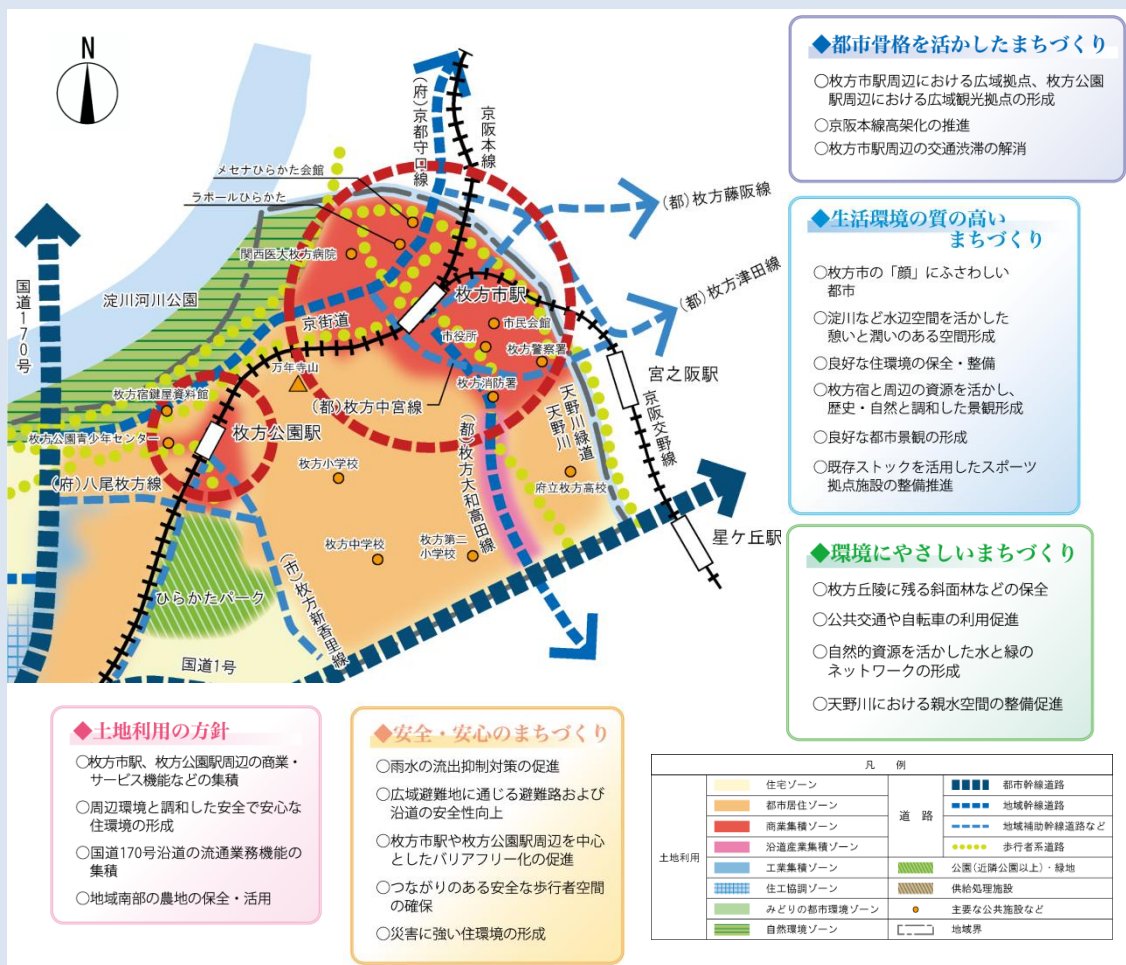 N
(府)京都守口線
京阪本線
メセナひらかた会館
ラポールひらかた
関西医大枚方病院
(都)枚方藤阪線
国道170号
淀川河川公園
京街道
枚方市駅
(都)枚方津田線
市民会館
市役所
枚方警察署
万年寺山
枚方消防署
宮之阪駅
枚方宿鍵屋資料館
(都)枚方中宮線
天野川緑道
天野川
京阪交野線
枚方公園青少年センター
枚方公園駅
(都)枚方大和高田線
枚方小学校
府立枚方高校
(府)八尾枚方線
星ケ丘駅
枚方中学校
枚方第二
小学校
ひらかたパーク
(市)枚方新香里線
国道1号
◆都市骨格を活かしたまちづくり
○枚方市駅周辺における広域拠点、枚方公園
駅周辺における広域観光拠点の形成
○京阪本線高架化の推進
○枚方市駅周辺の交通渋滞の解消
◆生活環境の質の高い
まちづくり
○枚方市の「顔」にふさわしい
都市
○淀川など水辺空間を活かした
憩いと潤いのある空間形成
○良好な住環境の保全・整備
○枚方宿と周辺の資源を活かし、
歴史・自然と調和した景観形成
○良好な都市景観の形成
○既存ストックを活用したスポーツ
拠点施設の整備推進
◆環境にやさしいまちづくり
○枚方丘陵に残る斜面林などの保全
○公共交通や自転車の利用促進
○自然的資源を活かした水と緑の
ネットワークの形成
○天野川における親水空間の整備促進
◆土地利用の方針
○枚方市駅、枚方公園駅周辺の商業・
サービス機能などの集積
○周辺環境と調和した安全で安心な
住環境の形成
○国道170号沿道の流通業務機能の
集積
○地域南部の農地の保全・活用
◆安全・安心のまちづくり
○雨水の流出抑制対策の促進
○広域避難地に通じる避難路および
沿道の安全性向上
○枚方市駅や枚方公園駅周辺を中心
としたバリアフリー化の促進
○つながりのある安全な歩行者空間
の確保
○災害に強い住環境の形成
凡 例
土地利用
住宅ゾーン
都市居住ゾーン
商業集積ゾーン
沿道産業集積ゾーン
工業集積ゾーン
住工協調ゾーン
みどりの都市環境ゾーン
自然環境ゾーン
道路
都市幹線道路
地域幹線道路
地域補助幹線道路など
歩行者系道路
公園(近隣公園以上)・緑地
供給処理施設
主要な公共施設など
地域界